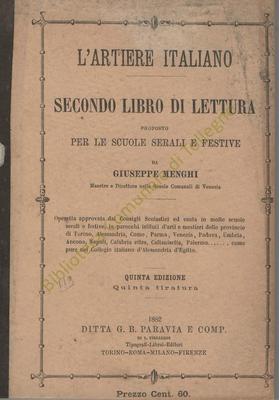 L'ARTIERE ITALIANO
SECONDO LIBRO DI LETTURA
PROPOSTO
PER LE SCUOLE SERALI E FESTIVE
DA
GIUSEPPE MENGHI
Maestro e Direttore nelle Scuole Comunali di Venezia
Operetta approvata dai Consigli Scolastici ed usata in molte scuole
serali e festive, in parecchi istituti d'arti e mestieri delle provincie
di Torino, Alessandria, Como, Parma, Venezia, Padova, Umbria,
Ancona, Napoli, Calabria citra, Caltanisetta, Palermo...... come
pure nel Collegio italiano d'Alessandria d'Egitto.
QUINTA EDIZIONE
Quinta tiratura
1882
DITTA G. B. PARAVIA E COMP.
DI I. VIGLIARDI
Tipografi-Librai-Editori
TORINO-ROMA-MILANO-FIRENZE
Prezzo Cent. 60.